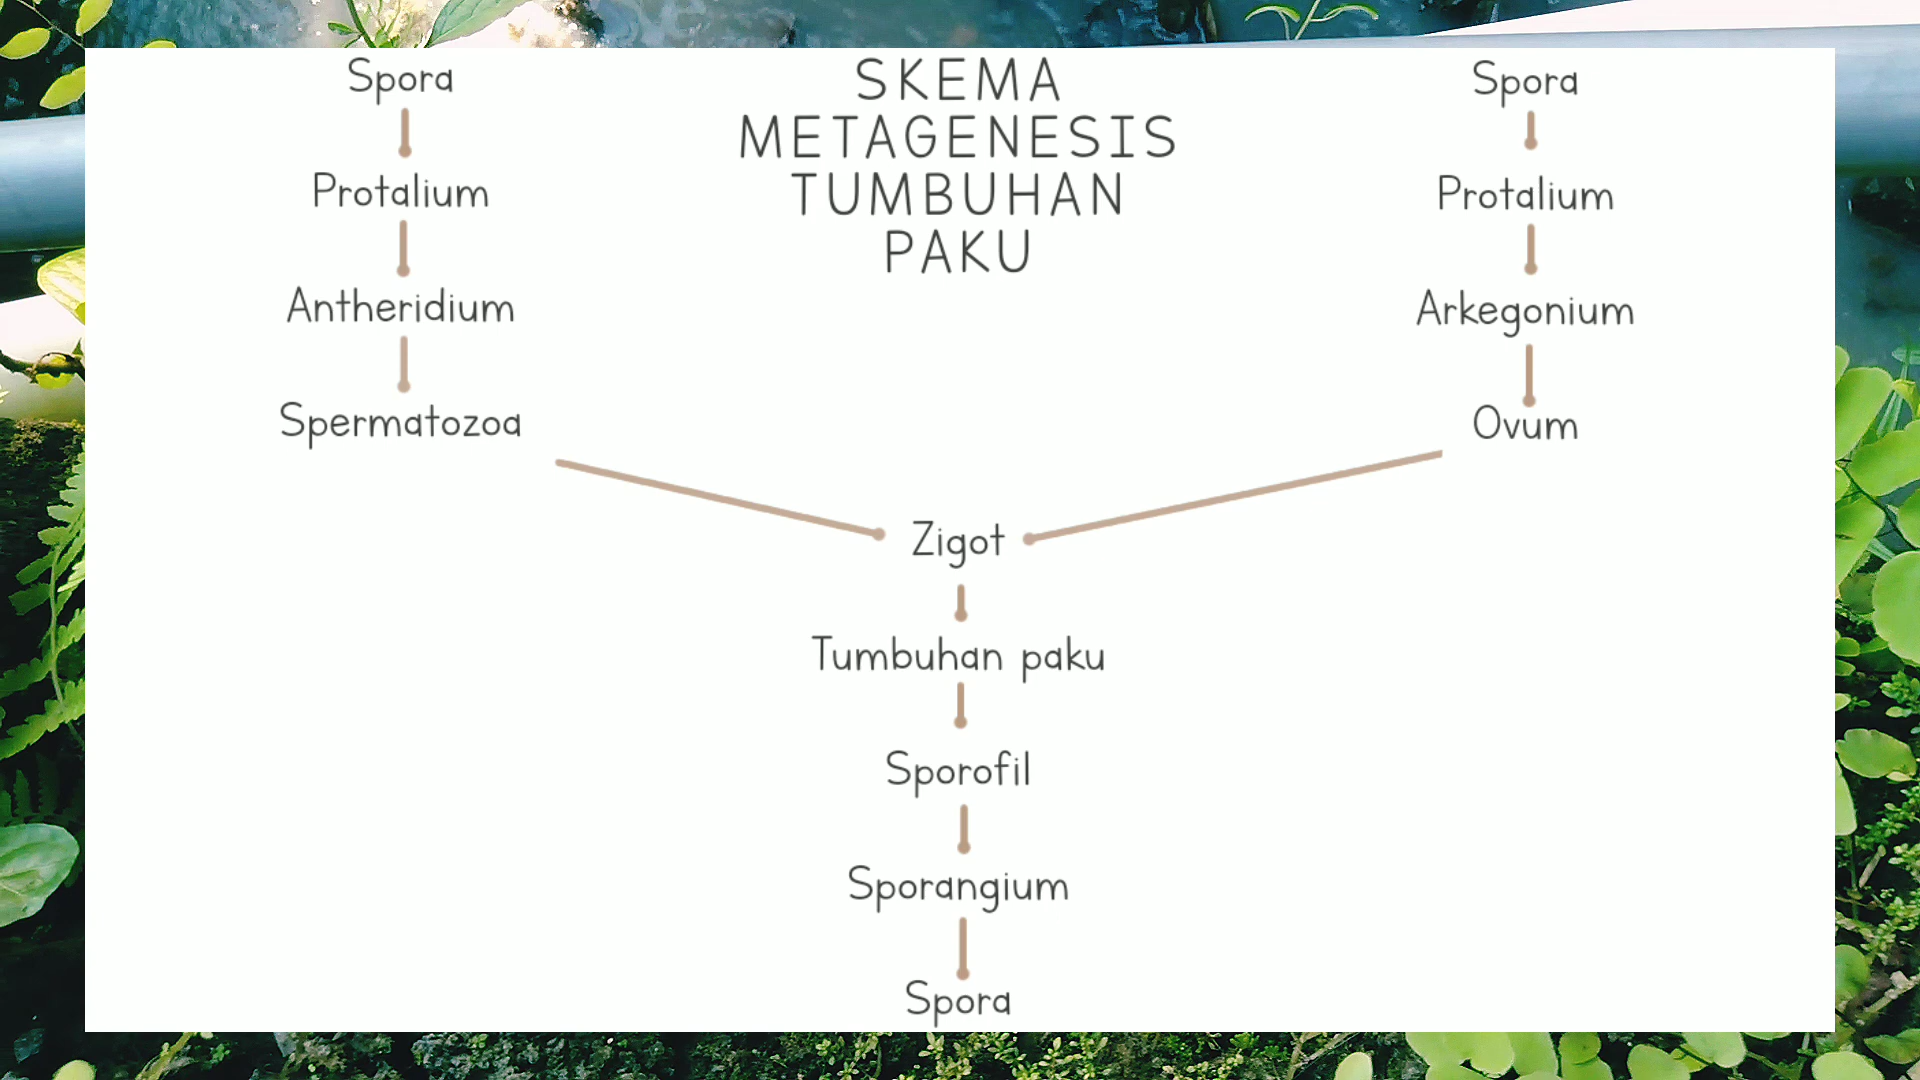 SKEMA
METAGENESIS
TUMBUHAN
PAKU
Spora
Protalium
Antheridium
Spermatozoa
Spora
Protalium
Arkegonium
Ovum
Zigot
Tumbuhan paku
Sporofil
Sporangium
Spora